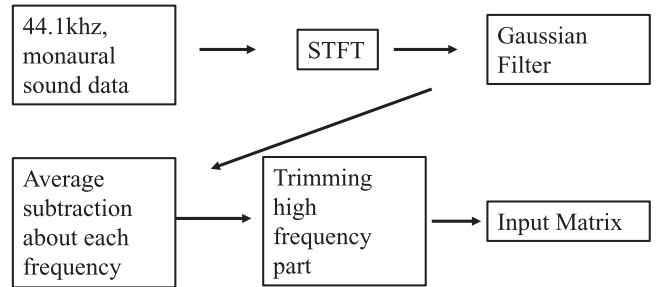 44.1khz,
monaural
sound data
STFT
Gaussian
Filter
Average
subtraction
about each
frequency
Trimming
high
frequency
part
Input Matrix